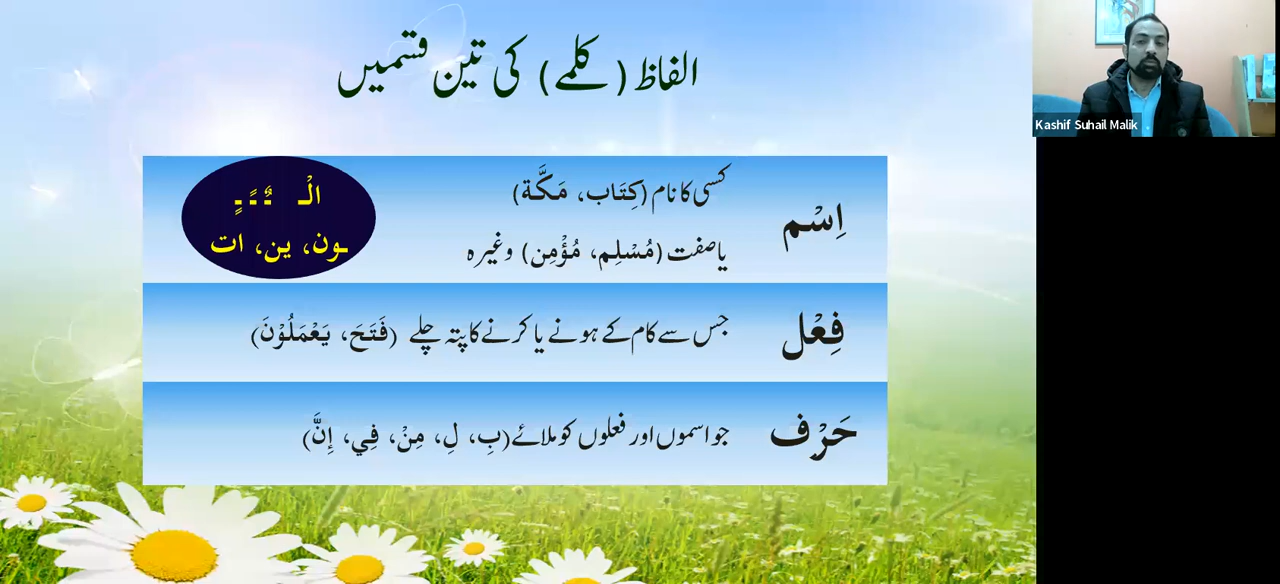 الفاظ (کلمے) کی تین قسمیں
اِسْم
کسی کا نام (كِتَاب، مَكَّة)
یا صفت (مُسْلِم، مُؤْمِن) وغیرہ
الْـ ـٌ ـً ـٍ
ـون، ین، ات
فِعْل
جس سے کام کے ہونے یا کرنے کا پتہ چلے (فَتَحَ، يَعْمَلُوْنَ)
حَرْف
جو اسموں اور فعلوں کو ملائے (بِ، لِ، مِنْ، فِي، إِنَّ)
Kashif Suhail Malik